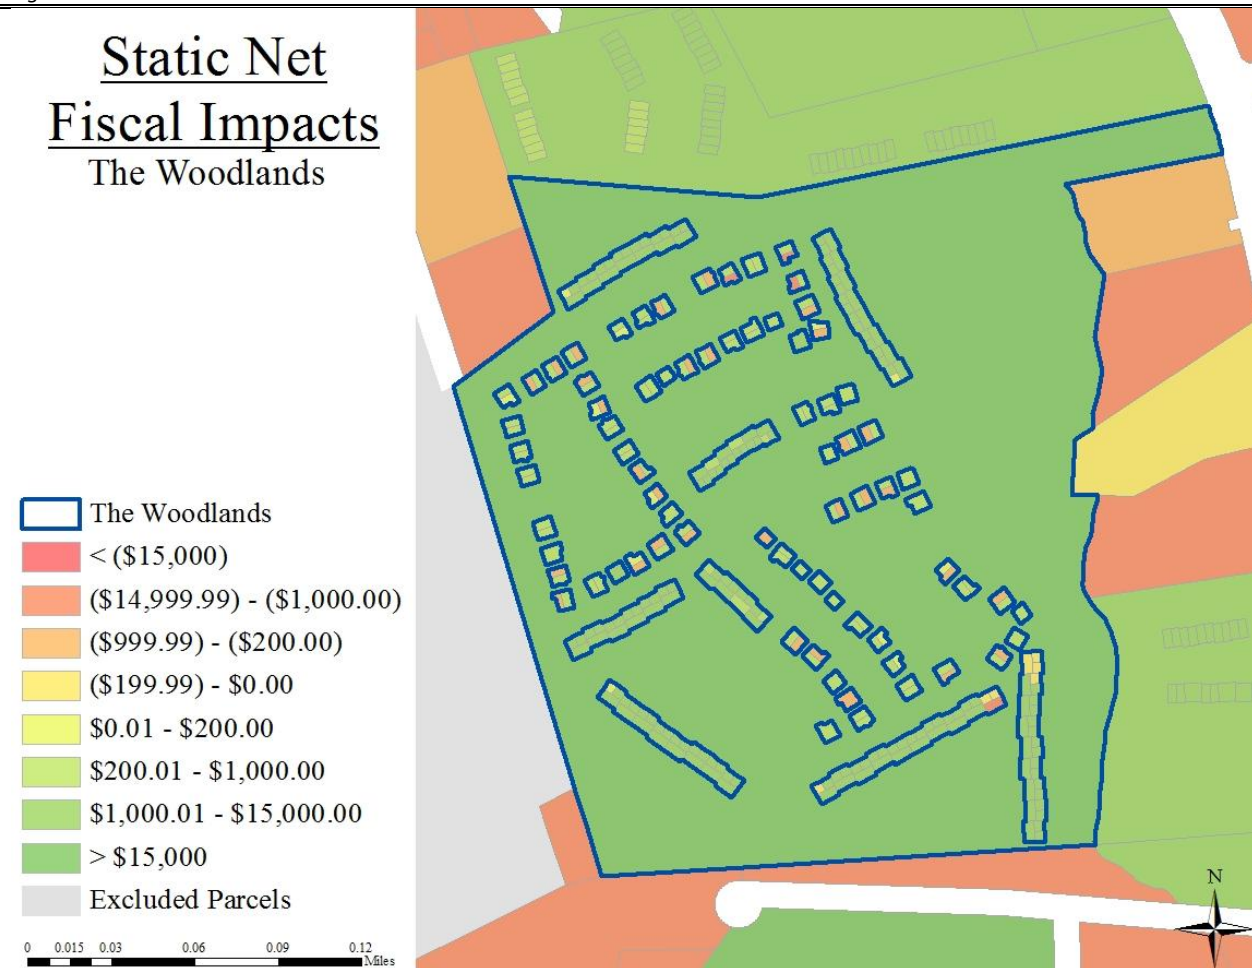 Static Net
Fiscal Impacts
The Woodlands
The Woodlands
< ($15,000)
($14,999.99) - ($1,000.00)
($999.99) - ($200.00)
($199.99) - $0.00
$0.01 - $200.00
$200.01 - $1,000.00
$1,000.01 - $15,000.00
> $15,000
Excluded Parcels
0 0.015 0.03 0.06 0.09 0.12
Miles
N